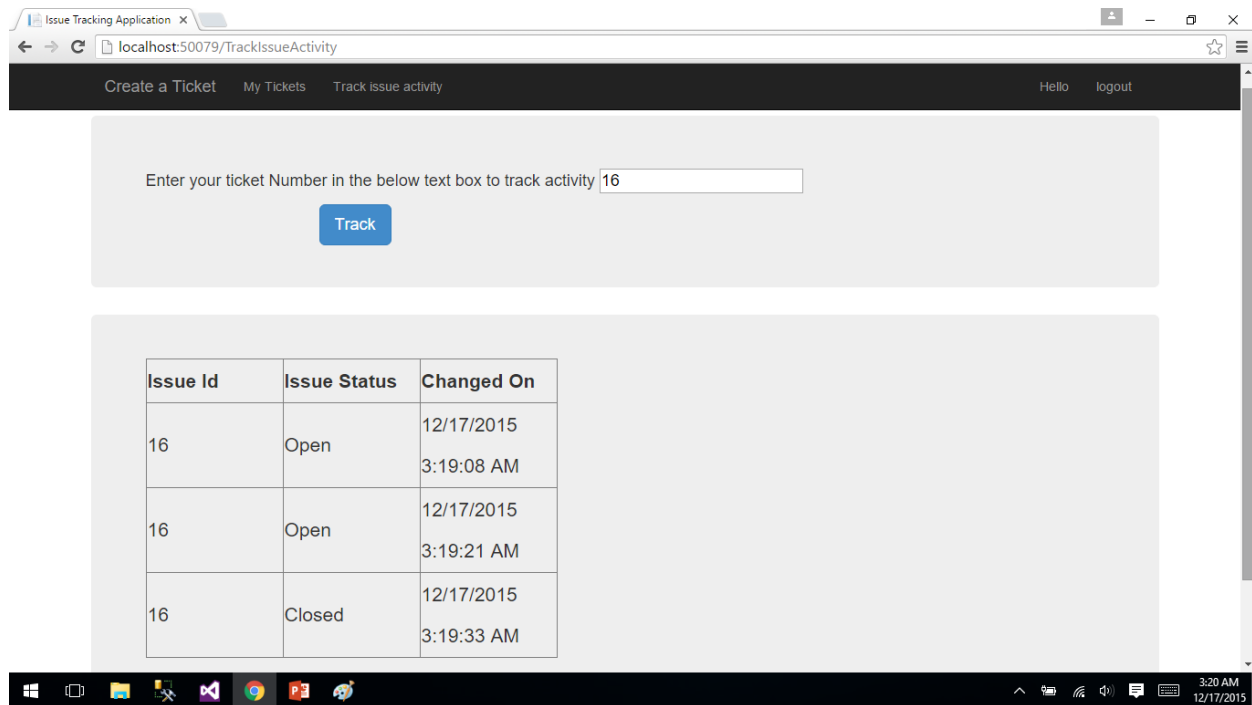 Issue Tracking Application
localhost:50079/TrackIssueActivity
Create a Ticket My Tickets Track issue activity Hello logout
Enter your ticket Number in the below text box to track activity 16
Track
Issue Id Issue Status Changed On
16 Open 12/17/2015
3:19:08 AM
16 Open 12/17/2015
3:19:21 AM
16 Closed 12/17/2015
3:19:33 AM
3:20 AM
12/17/2015